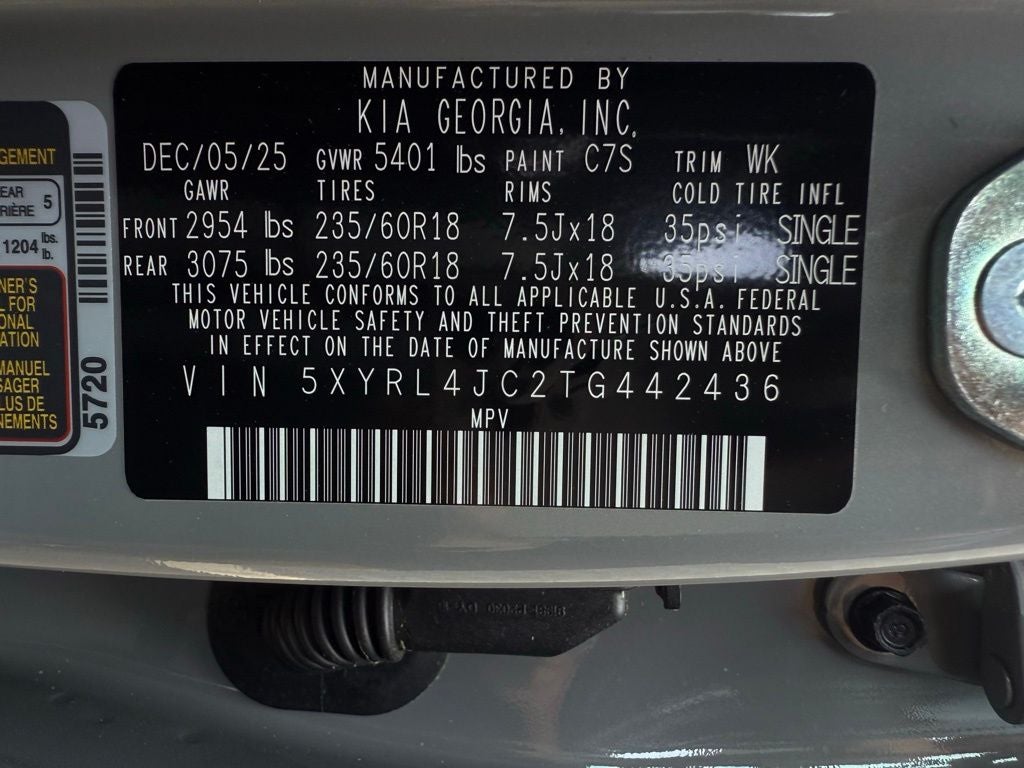 MANUFACTURED BY
KIA GEORGIA, INC.
DEC/05/25 GVWR 5401 lbs PAINT C7S TRIM WK
GAWR TIRES RIMS COLD TIRE INFL
FRONT 2954 lbs 235/60R18 7.5Jx18 35psi SINGLE
REAR 3075 lbs 235/60R18 7.5Jx18 35psi SINGLE
THIS VEHICLE CONFORMS TO ALL APPLICABLE U.S.A. FEDERAL
MOTOR VEHICLE SAFETY AND THEFT PREVENTION STANDARDS
IN EFFECT ON THE DATE OF MANUFACTURE SHOWN ABOVE
VIN 5XYRL4JC2TG442436
MPV
GEMENT
EAR
RIÈRE 5
1204 lbs.
lb.
NER'S
L FOR
ONAL
ATION
MANUEL
SAGER
LUS DE
NEMENTS
5720